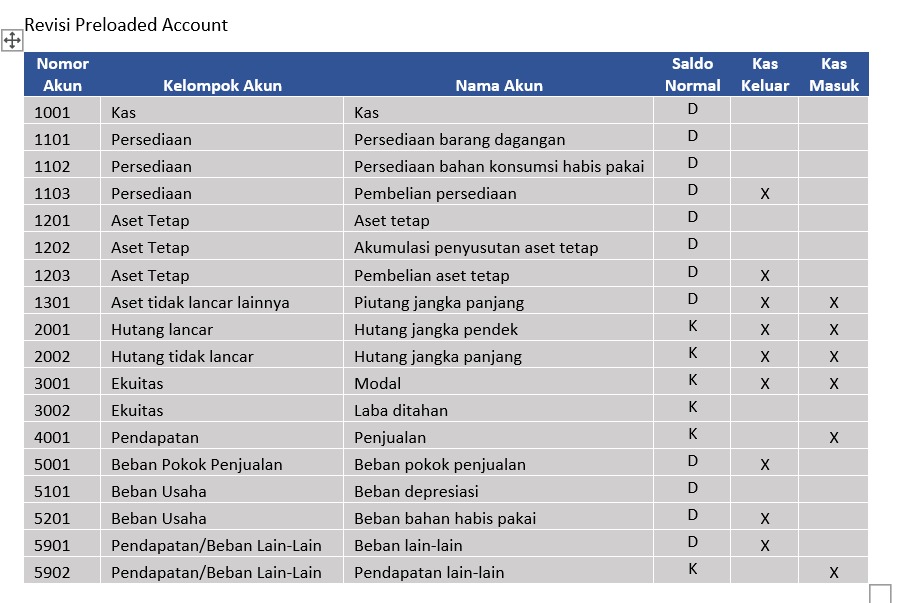 Revisi Preloaded Account
Nomor Akun Kelompok Akun Nama Akun Saldo Normal Kas Keluar Kas Masuk
1001 Kas Kas D
1101 Persediaan Persediaan barang dagangan D
1102 Persediaan Persediaan bahan konsumsi habis pakai D
1103 Persediaan Pembelian persediaan D X
1201 Aset Tetap Aset tetap D
1202 Aset Tetap Akumulasi penyusutan aset tetap D
1203 Aset Tetap Pembelian aset tetap D X
1301 Aset tidak lancar lainnya Piutang jangka panjang D X X
2001 Hutang lancar Hutang jangka pendek K X X
2002 Hutang tidak lancar Hutang jangka panjang K X X
3001 Ekuitas Modal K X X
3002 Ekuitas Laba ditahan K
4001 Pendapatan Penjualan K X
5001 Beban Pokok Penjualan Beban pokok penjualan D X
5101 Beban Usaha Beban depresiasi D
5201 Beban Usaha Beban bahan habis pakai D X
5901 Pendapatan/Beban Lain-Lain Beban lain-lain D X
5902 Pendapatan/Beban Lain-Lain Pendapatan lain-lain K X